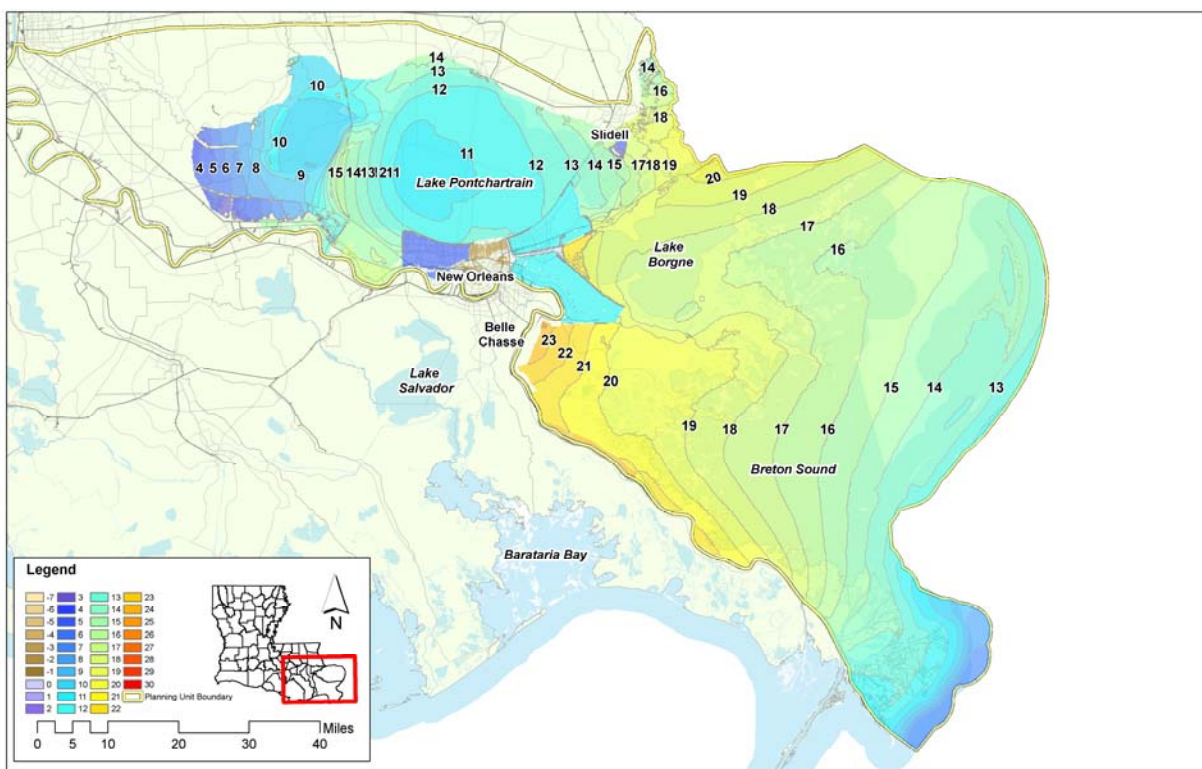 14
13
12
10
14
16
18
Slidell
10
4 5 6 7 8 9
15 14 13 12 11
11
12 13 14 15
17 18 19
Lake Pontchartrain
20
19
18
17
16
Lake
Borgne
New Orleans
Belle
Chasse
23
22
21
20
Lake
Salvador
15 14 13
19 18 17 16
Breton Sound
Barataria Bay
Legend
-7 3 13 23
-6 4 14 24
-5 5 15 25
-4 6 16 26
-3 7 17 27
-2 8 18 28
-1 9 19 29
0 10 20 30
1 11 21 Planning Unit Boundary
2 12 22
N
Miles
0 5 10 20 30 40